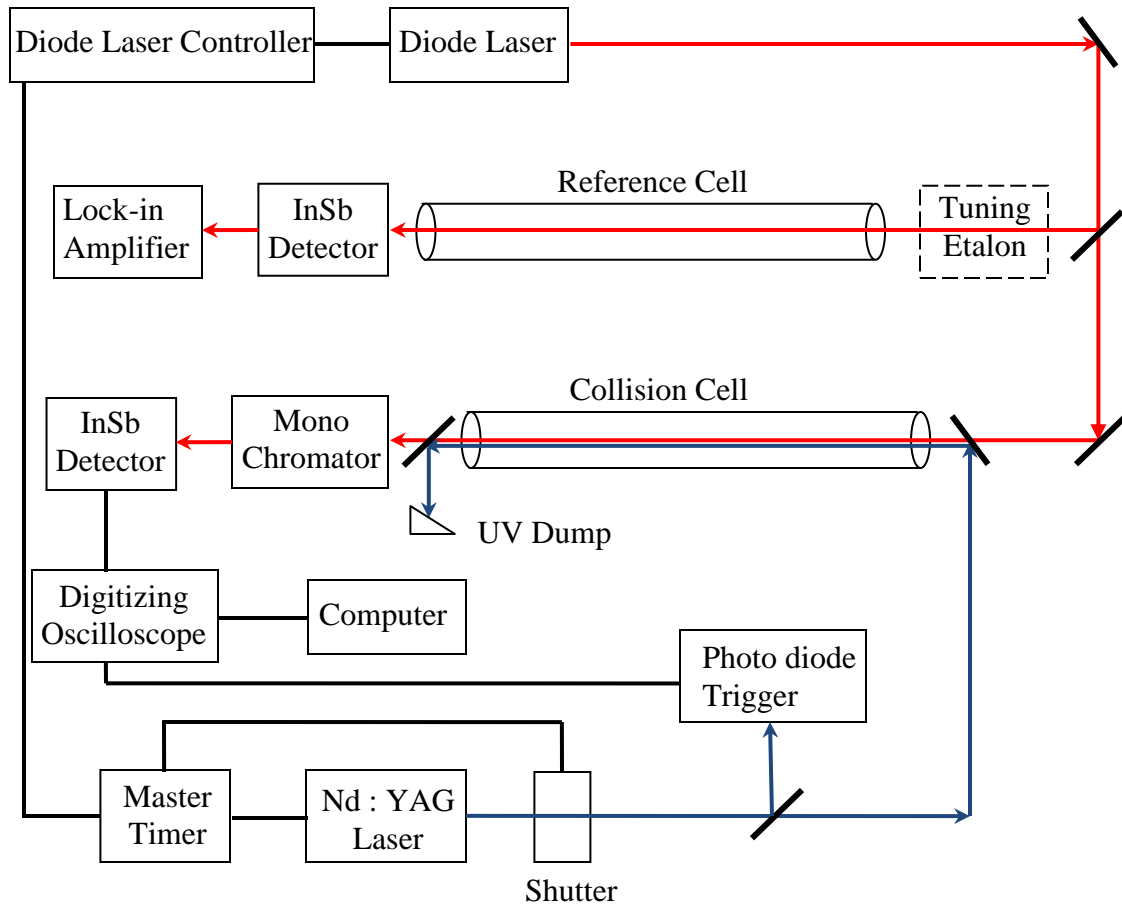 Diode Laser Controller
Diode Laser
Reference Cell
Lock-in
Amplifier
InSb
Detector
Tuning
Etalon
Collision Cell
InSb
Detector
Mono
Chromator
UV Dump
Digitizing
Oscilloscope
Computer
Photo diode
Trigger
Master
Timer
Nd : YAG
Laser
Shutter